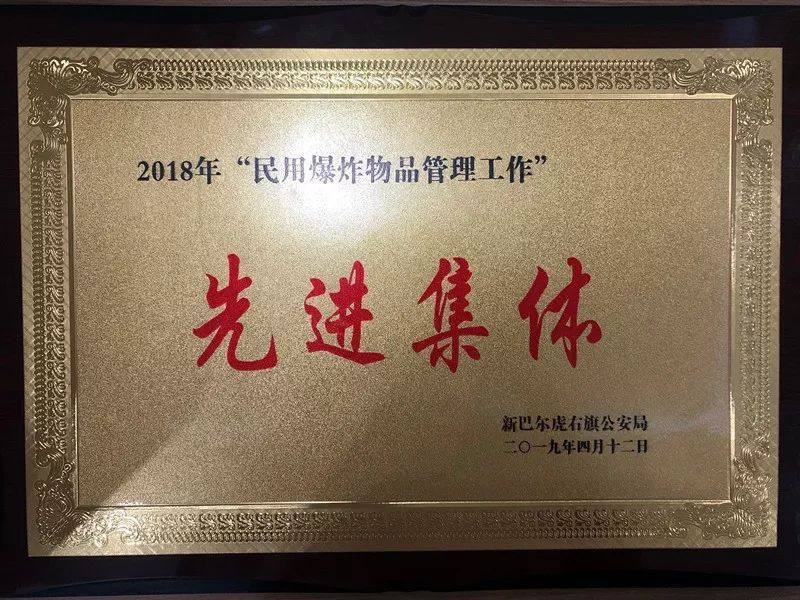 2018年“民用爆炸物品管理工作”
先进集体
新巴尔虎右旗公安局
二〇一九年四月十二日